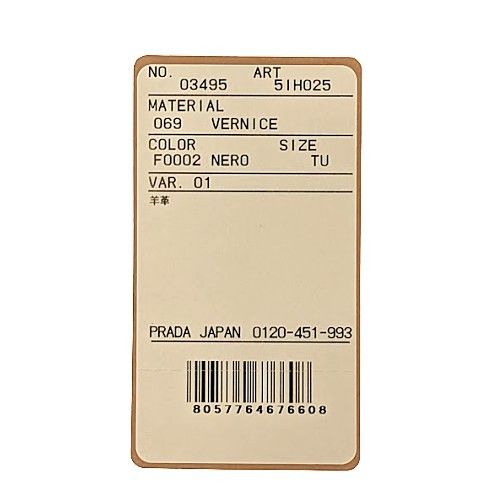 NO. ART
03495 5IH025
MATERIAL
069 VERNICE
COLOR SIZE
F0002 NERO TU
VAR. 01
羊革
PRADA JAPAN 0120-451-993
8057764676608